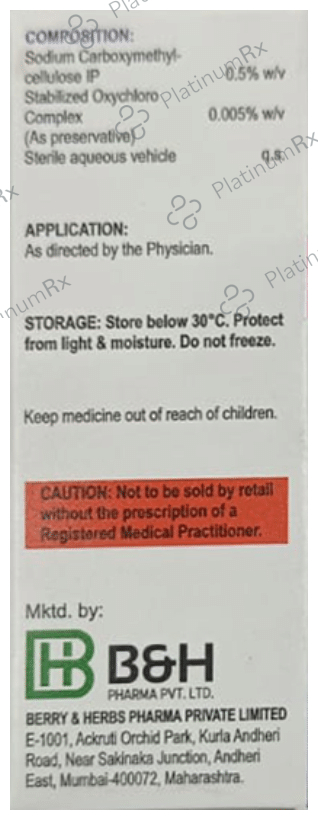 COMPOSITION:
Sodium Carboxymethyl-
cellulose IP 0.5% w/v
Stabilized Oxychloro
Complex 0.005% w/v
(As preservative)
Sterile aqueous vehicle q.s.
APPLICATION:
As directed by the Physician.
STORAGE: Store below 30°C. Protect
from light & moisture. Do not freeze.
Keep medicine out of reach of children.
CAUTION: Not to be sold by retail
without the prescription of a
Registered Medical Practitioner.
Mktd. by:
B&H
PHARMA PVT. LTD.
BERRY & HERBS PHARMA PRIVATE LIMITED
E-1001, Ackruti Orchid Park, Kurla Andheri
Road, Near Sakinaka Junction, Andheri
East, Mumbai-400072, Maharashtra.
PlatinumRx
PlatinumRx
PlatinumRx
Platin
inumRx
Rx